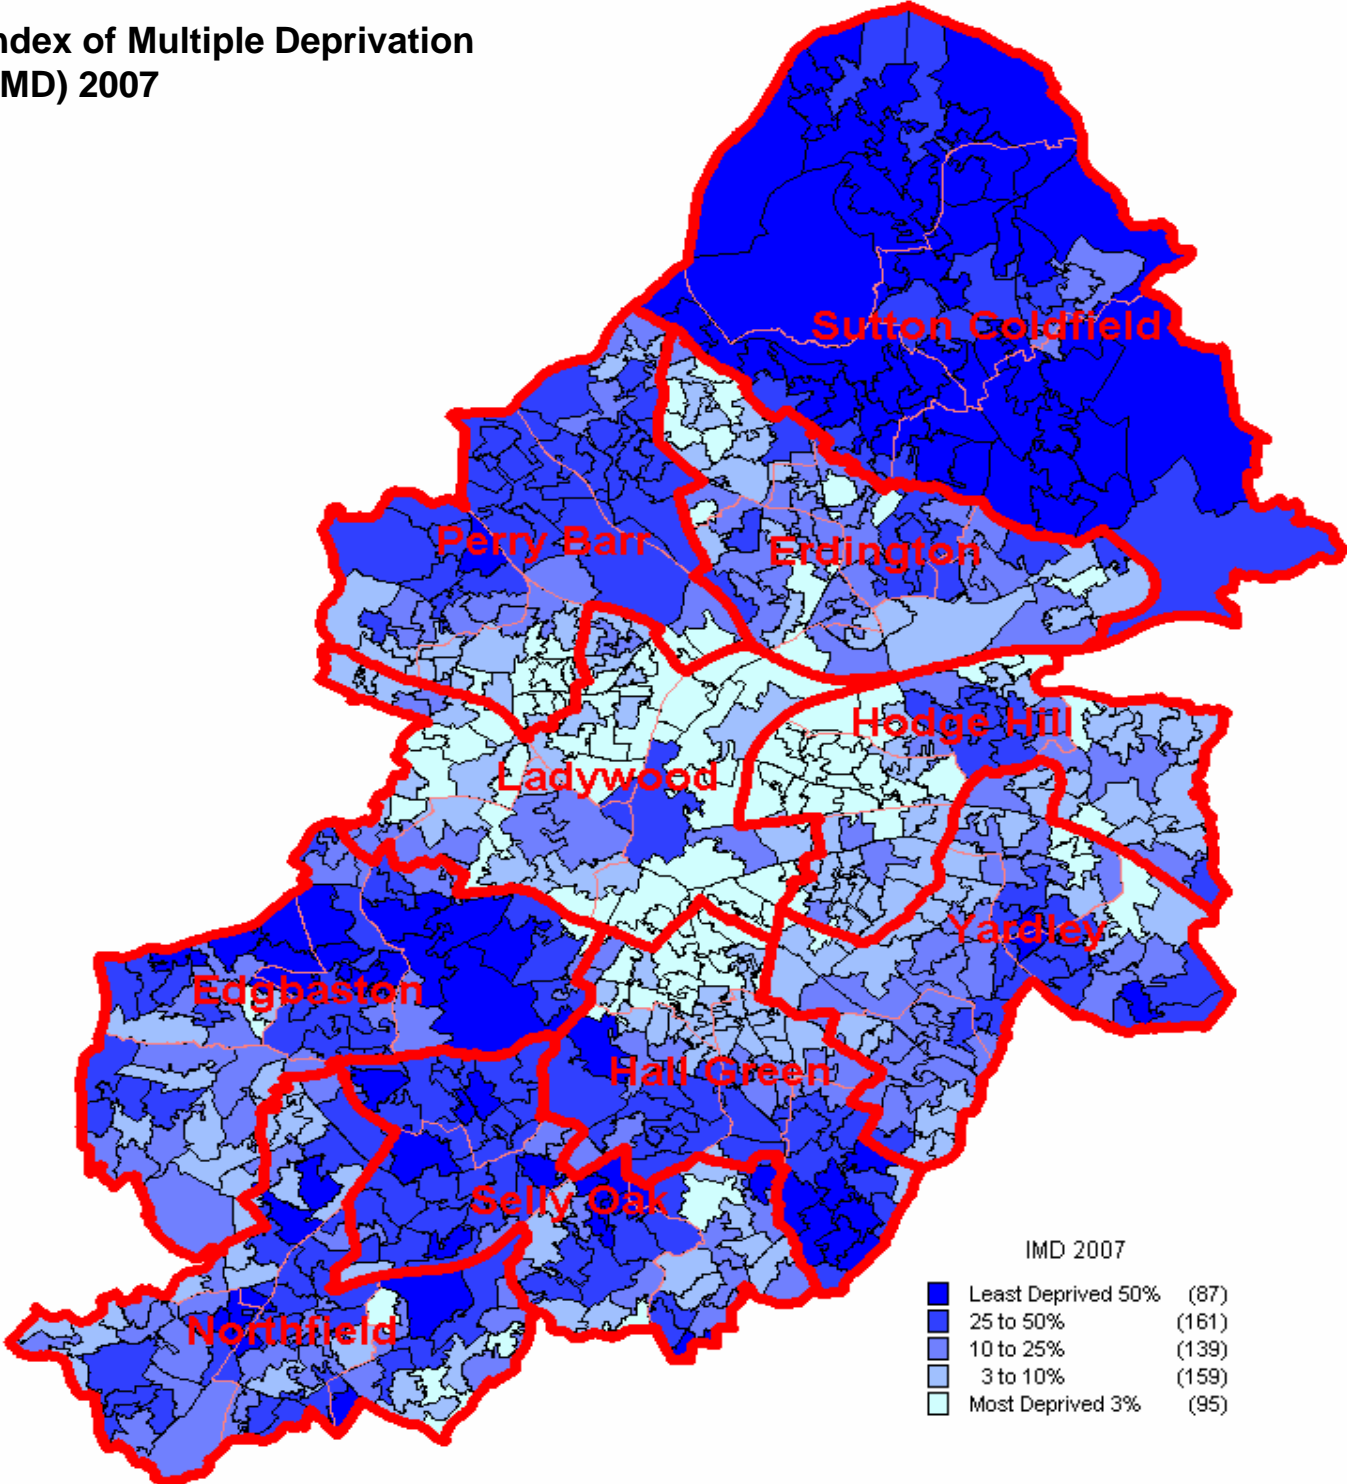 ndex of Multiple Deprivation
MD) 2007
Sutton Coldfield
Perry Barr
Erdington
Hodge Hill
Ladywood
Yardley
Edgbaston
Hall Green
Selly Oak
Northfield
IMD 2007
Least Deprived 50% (87)
25 to 50% (161)
10 to 25% (139)
3 to 10% (159)
Most Deprived 3% (95)